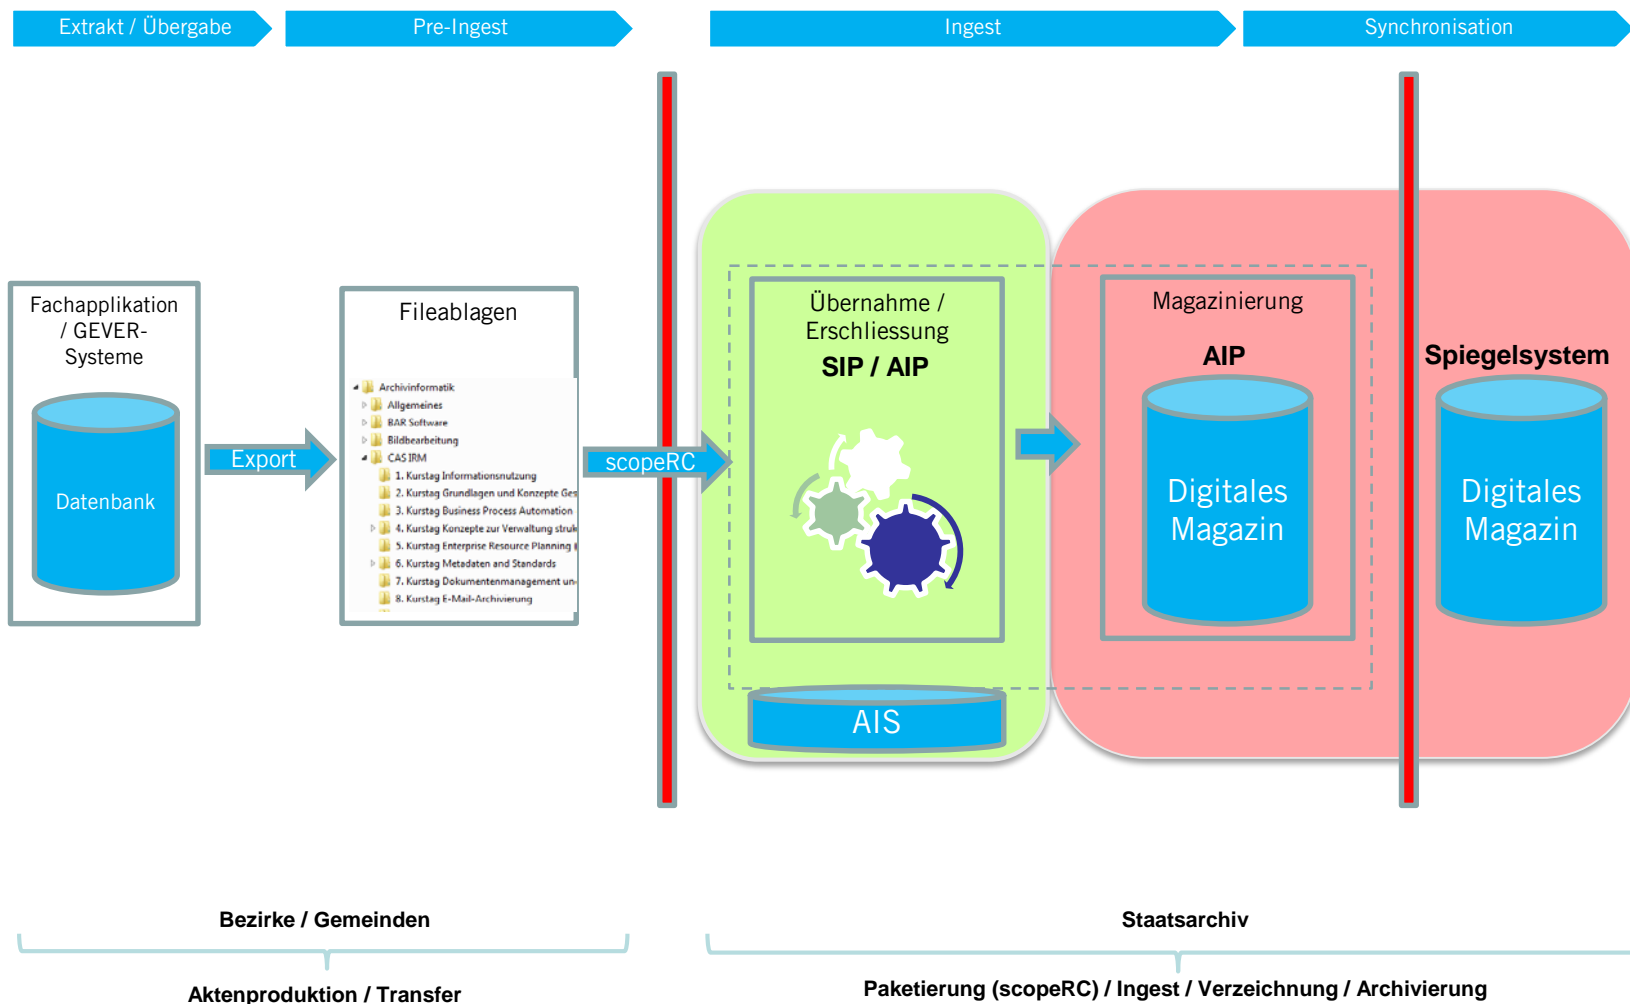 Extrakt / Übergabe
Pre-Ingest
Ingest
Synchronisation
Fachapplikation
/ GEVER-
Systeme
Datenbank
Export
Fileablagen
Archivinformatik
Allgemeines
BAR Software
Bildbearbeitung
CAS IRM
1. Kurstag Informationsnutzung
2. Kurstag Grundlagen und Konzepte Ges
3. Kurstag Business Process Automation
4. Kurstag Konzepte zur Verwaltung struk
5. Kurstag Enterprise Resource Planning
6. Kurstag Metadaten and Standards
7. Kurstag Dokumentenmanagement un
8. Kurstag E-Mail-Archivierung
scopeRC
Übernahme /
Erschliessung
SIP / AIP
AIS
Magazinierung
AIP
Digitales
Magazin
Spiegelsystem
Digitales
Magazin
Bezirke / Gemeinden
Aktenproduktion / Transfer
Staatsarchiv
Paketierung (scopeRC) / Ingest / Verzeichnung / Archivierung